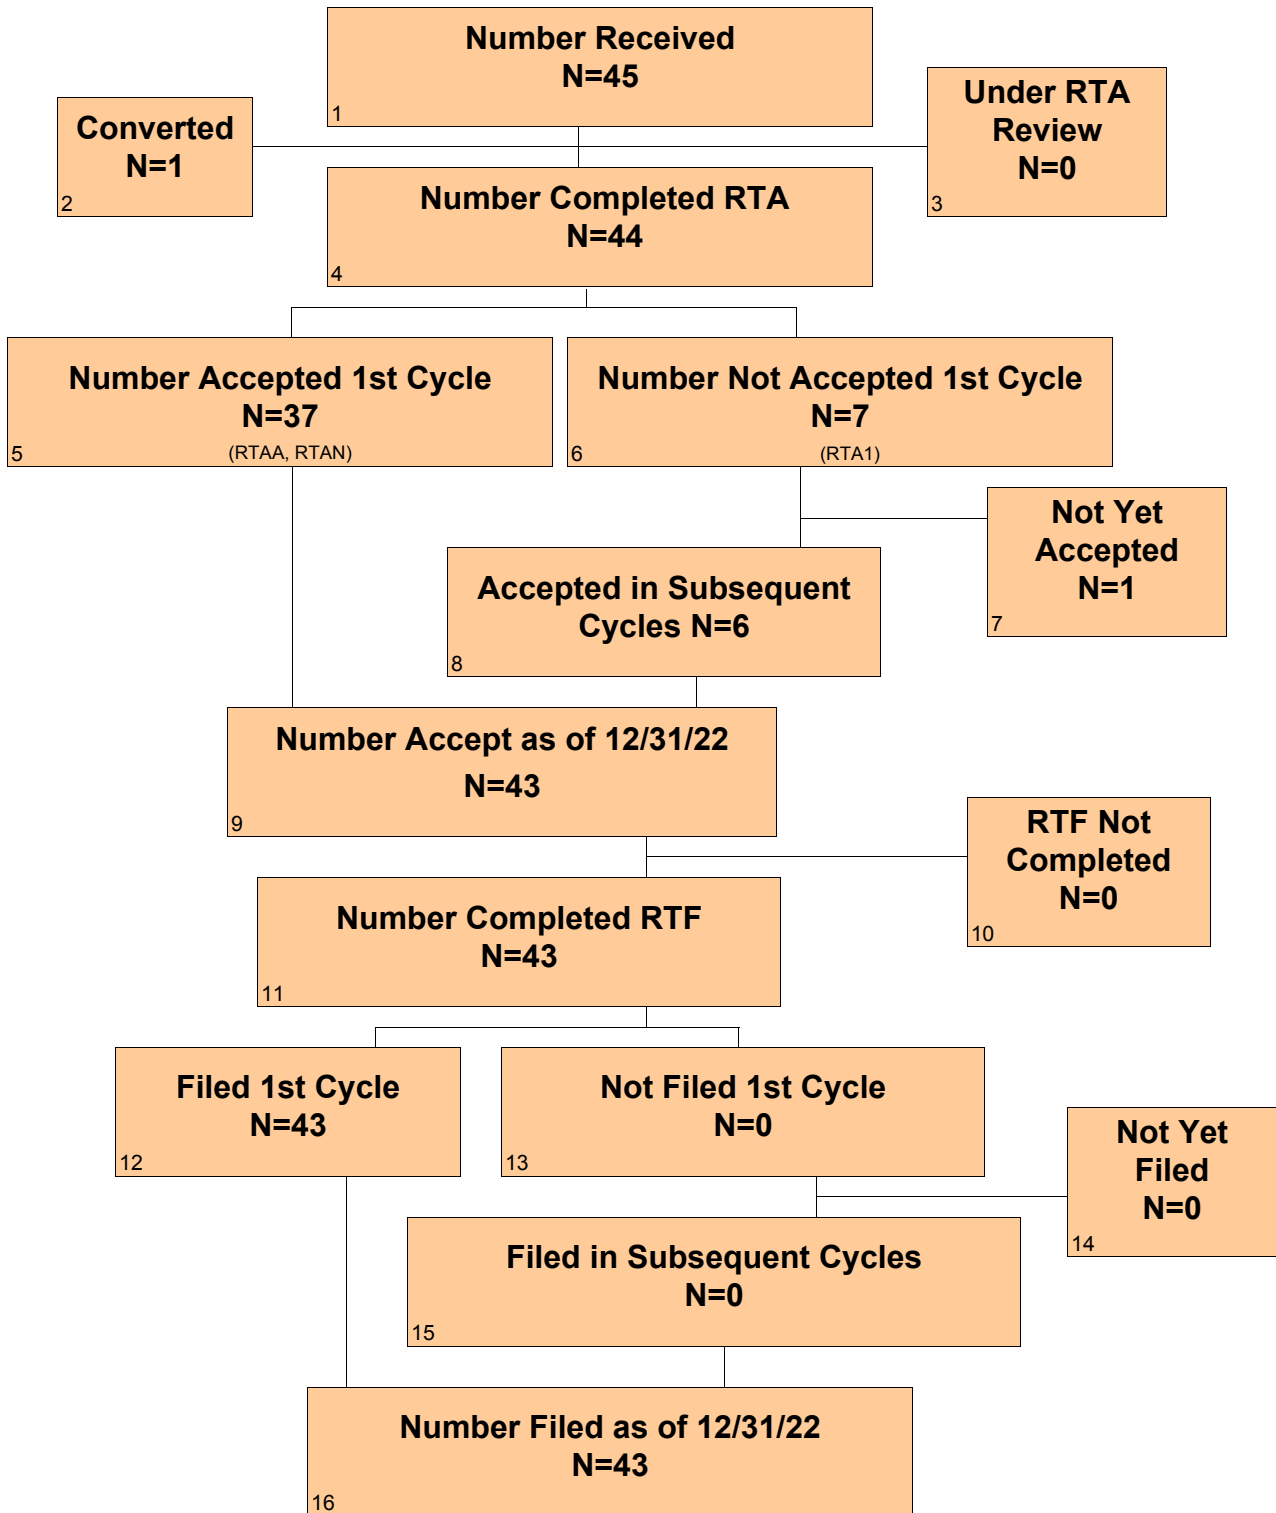 Number Received
N=45
1
Converted
N=1
2
Under RTA
Review
N=0
3
Number Completed RTA
N=44
4
Number Accepted 1st Cycle
N=37
(RTAA, RTAN)
5
Number Not Accepted 1st Cycle
N=7
(RTA1)
6
Not Yet
Accepted
N=1
7
Accepted in Subsequent
Cycles N=6
8
Number Accept as of 12/31/22
N=43
9
RTF Not
Completed
N=0
10
Number Completed RTF
N=43
11
Filed 1st Cycle
N=43
12
Not Filed 1st Cycle
N=0
13
Not Yet
Filed
N=0
14
Filed in Subsequent Cycles
N=0
15
Number Filed as of 12/31/22
N=43
16